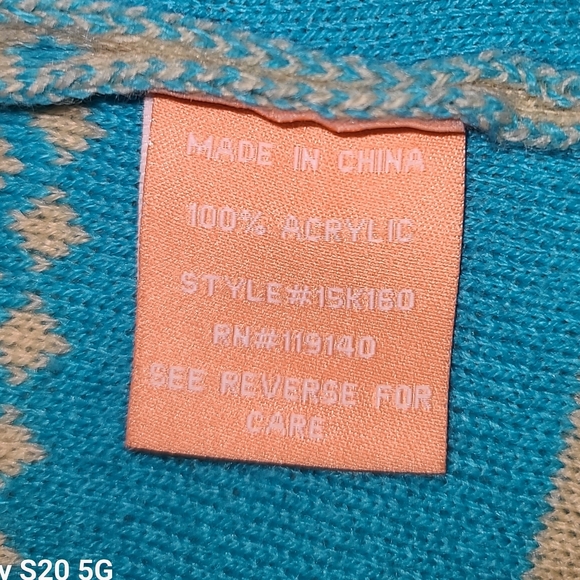 MADE IN CHINA
100% ACRYLIC
STYLE#15K160
RN#119140
SEE REVERSE FOR
CARE
y S20 5G